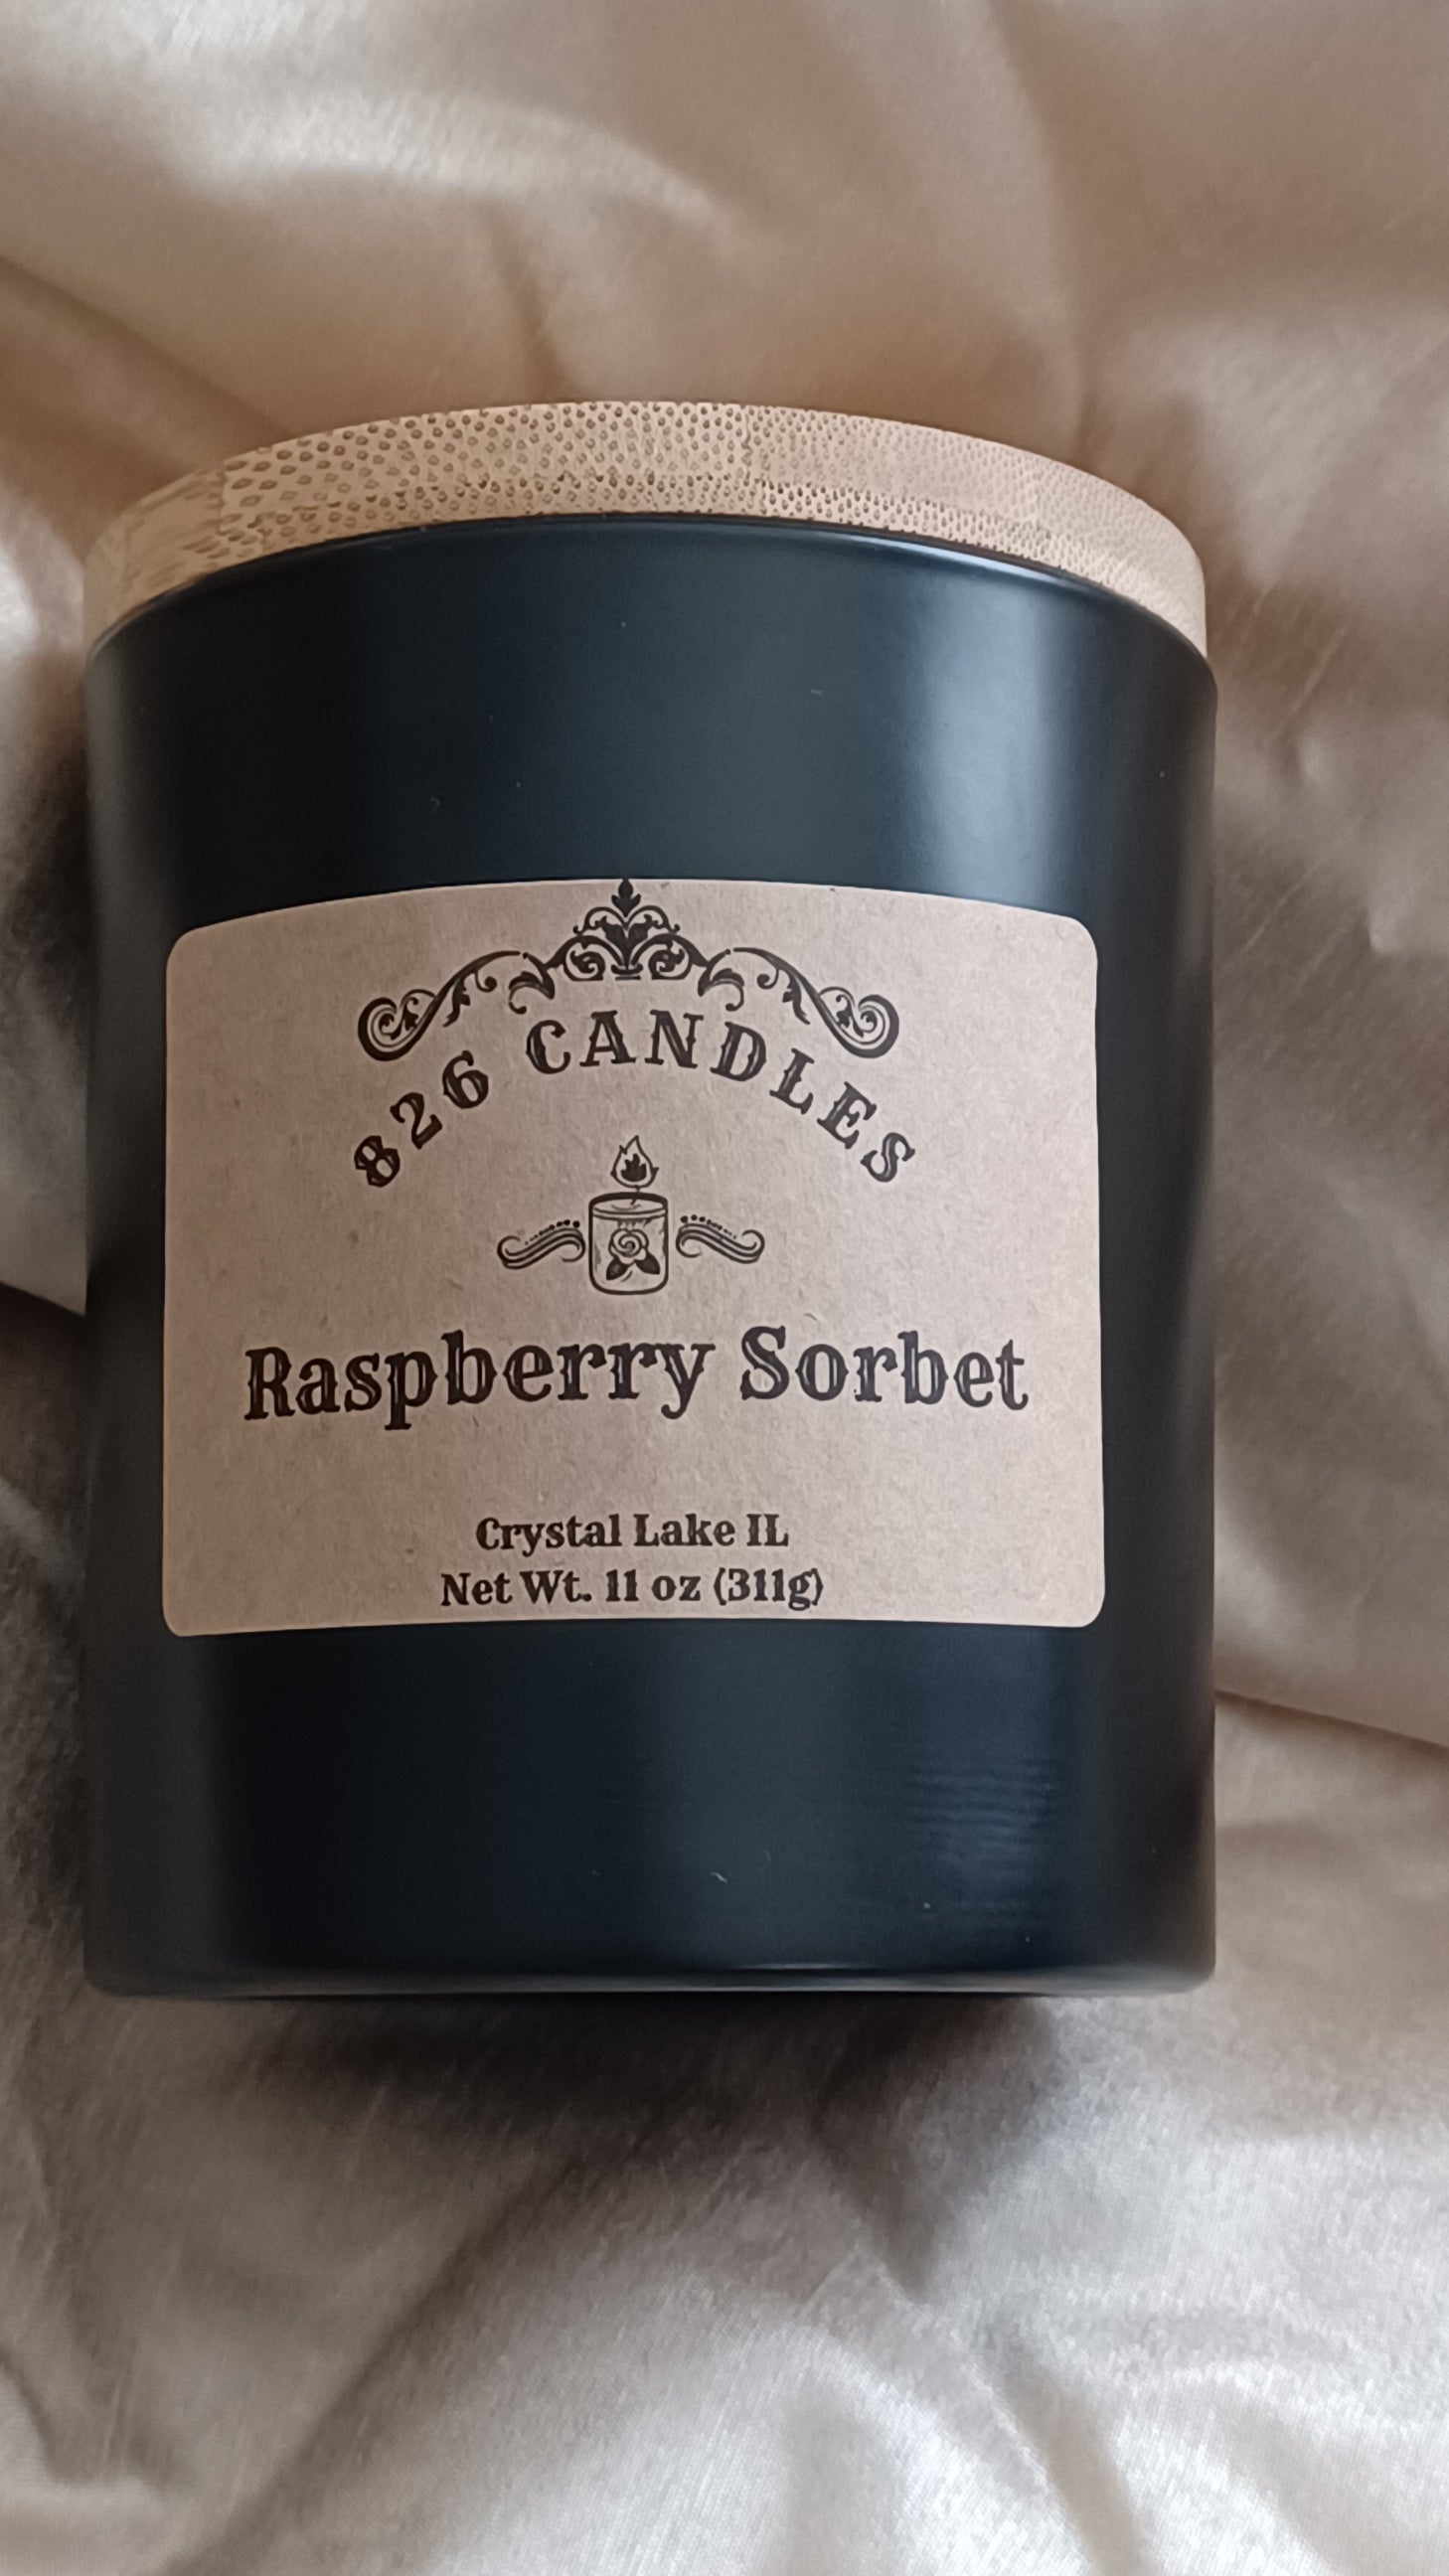 826 CANDLES
Raspberry Sorbet
Crystal Lake IL
Net Wt. 11 oz (311g)